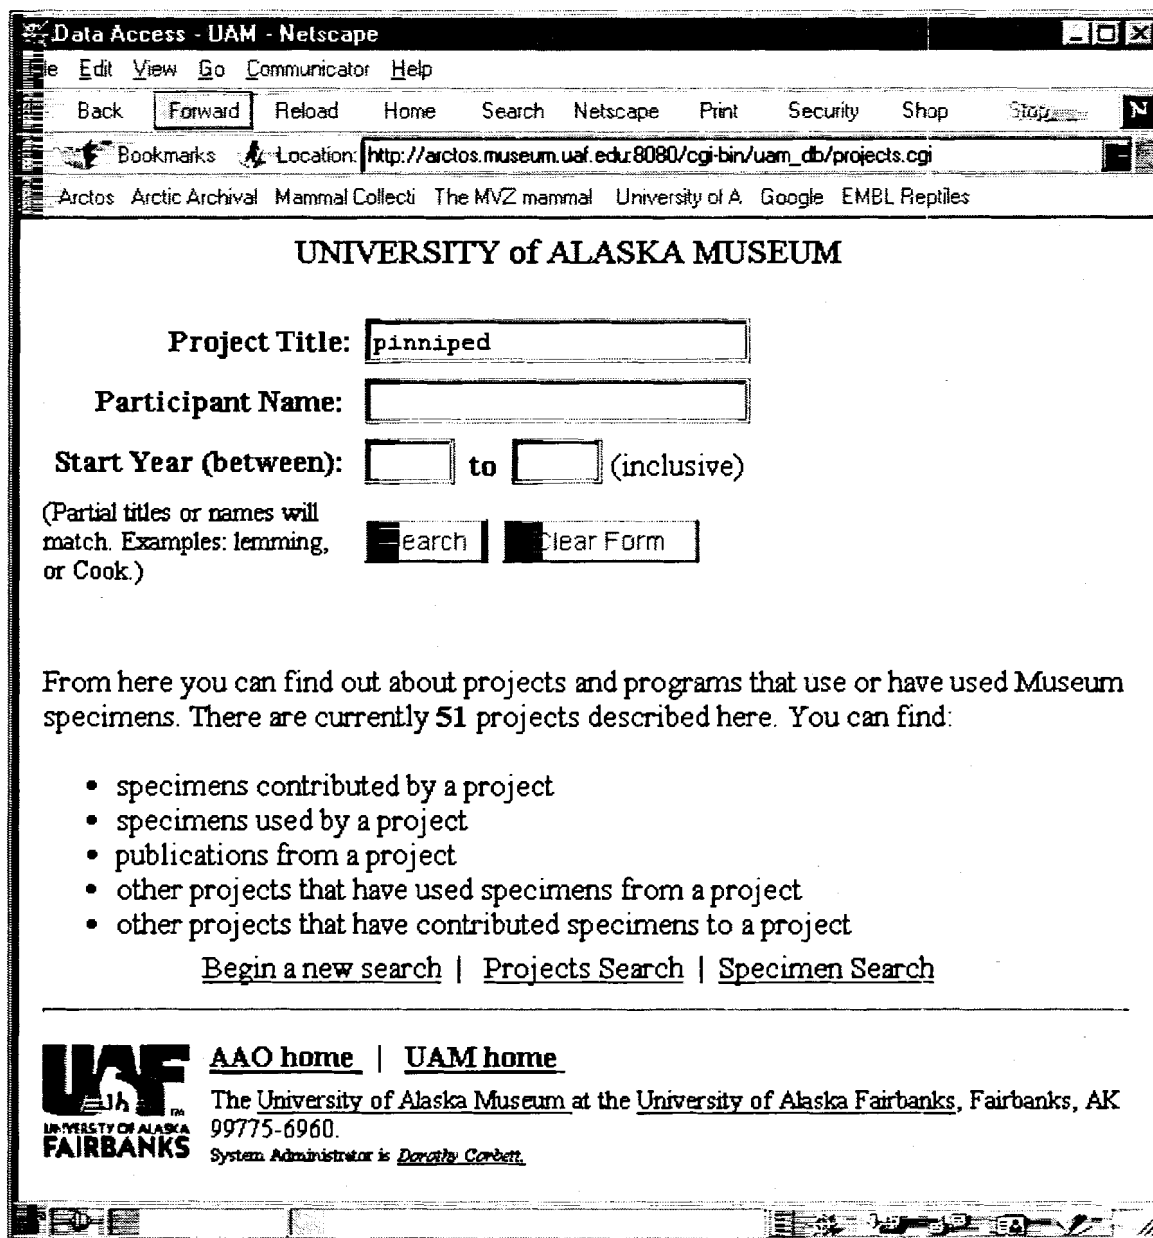 Data Access - UAM - Netscape
Edit View Go Communicator Help
Back Forward Reload Home Search Netscape Print Security Shop Stop N
Bookmarks Location: http://arctos.museum.uaf.edu:8080/cgi-bin/uam_db/projects.cgi
Arctos Arctic Archival Mammal Collecti The MVZ mammal University of A Google EMBL Reptiles
UNIVERSITY of ALASKA MUSEUM
Project Title: pinniped
Participant Name:
Start Year (between): to (inclusive)
(Partial titles or names will
match. Examples: lemming,
or Cook.)
earch lear Form
From here you can find out about projects and programs that use or have used Museum
specimens. There are currently 51 projects described here. You can find:
• specimens contributed by a project
• specimens used by a project
• publications from a project
• other projects that have used specimens from a project
• other projects that have contributed specimens to a project
Begin a new search | Projects Search | Specimen Search
UAF
UNIVERSITY OF ALASKA
FAIRBANKS
AAO home | UAM home
The University of Alaska Museum at the University of Alaska Fairbanks, Fairbanks, AK
99775-6960.
System Administrator is Dorothy Corbett.